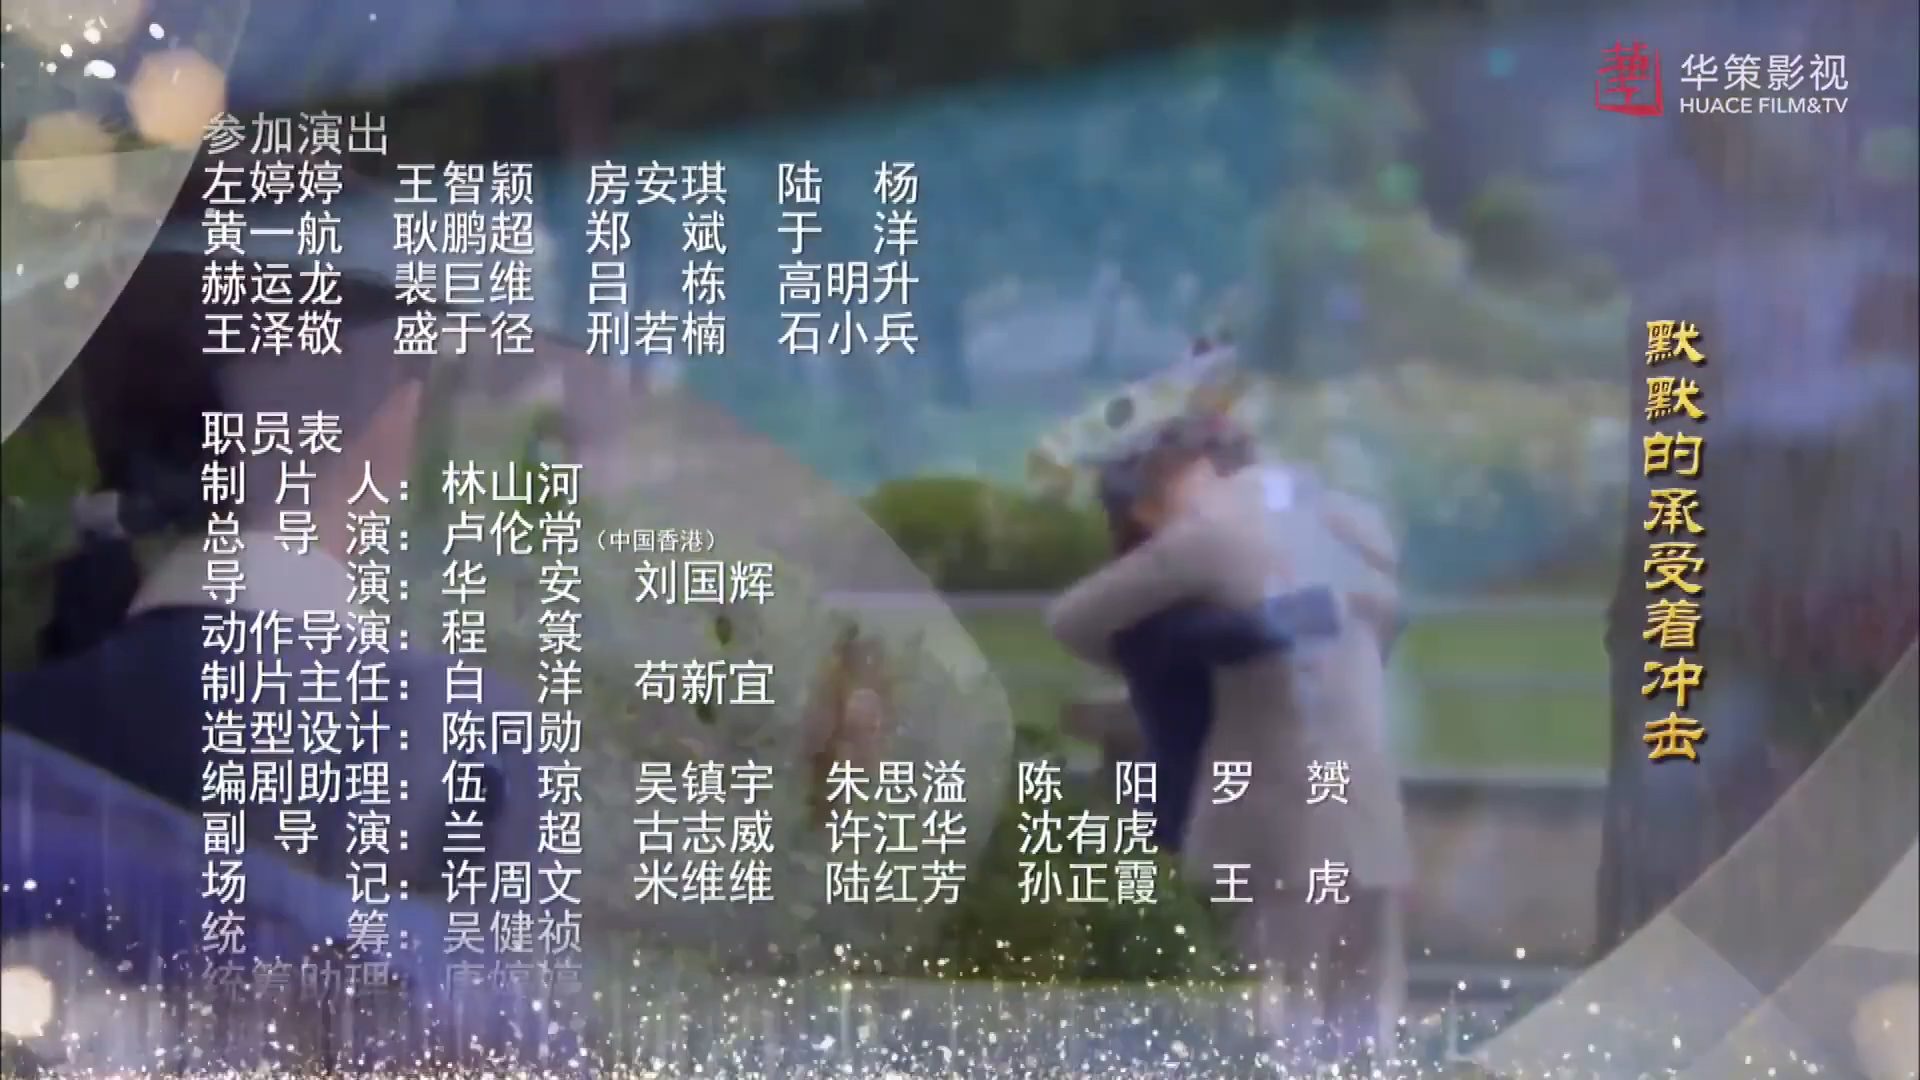 华策影视
HUACE FILM&TV
参加演出
左婷婷 王智颖 房安琪 陆 杨
黄一航 耿鹏超 郑 斌 于 洋
赫运龙 裴巨维 吕 栋 高明升
王泽敬 盛于径 刑若楠 石小兵
职员表
制片人：林山河
总导演：卢伦常（中国香港）
导 演：华 安 刘国辉
动作导演：程 箓
制片主任：白 洋 苟新宜
造型设计：陈同勋
编剧助理：伍 琼 吴镇宇 朱思溢 陈 阳 罗 赟
副导演：兰 超 古志威 许江华 沈有虎
场 记：许周文 米维维 陆红芳 孙正霞 王 虎
统 筹：吴健祯
统筹助理：唐婷婷
默默的承受着冲击